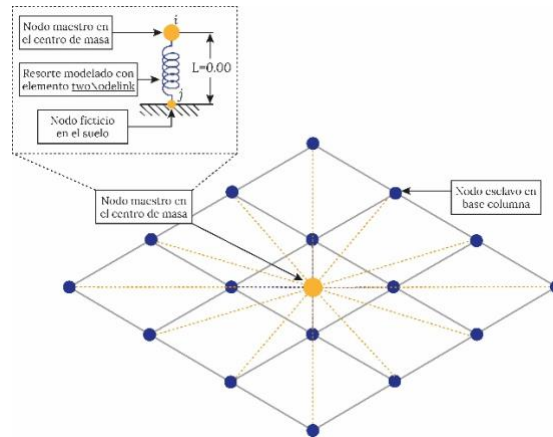 Nodo maestro en
el centro de masa
i
L=0.00
Resorte modelado con
elemento twoNodelink
j
Nodo ficticio
en el suelo
Nodo maestro en
el centro de masa
Nodo esclavo en
base columna